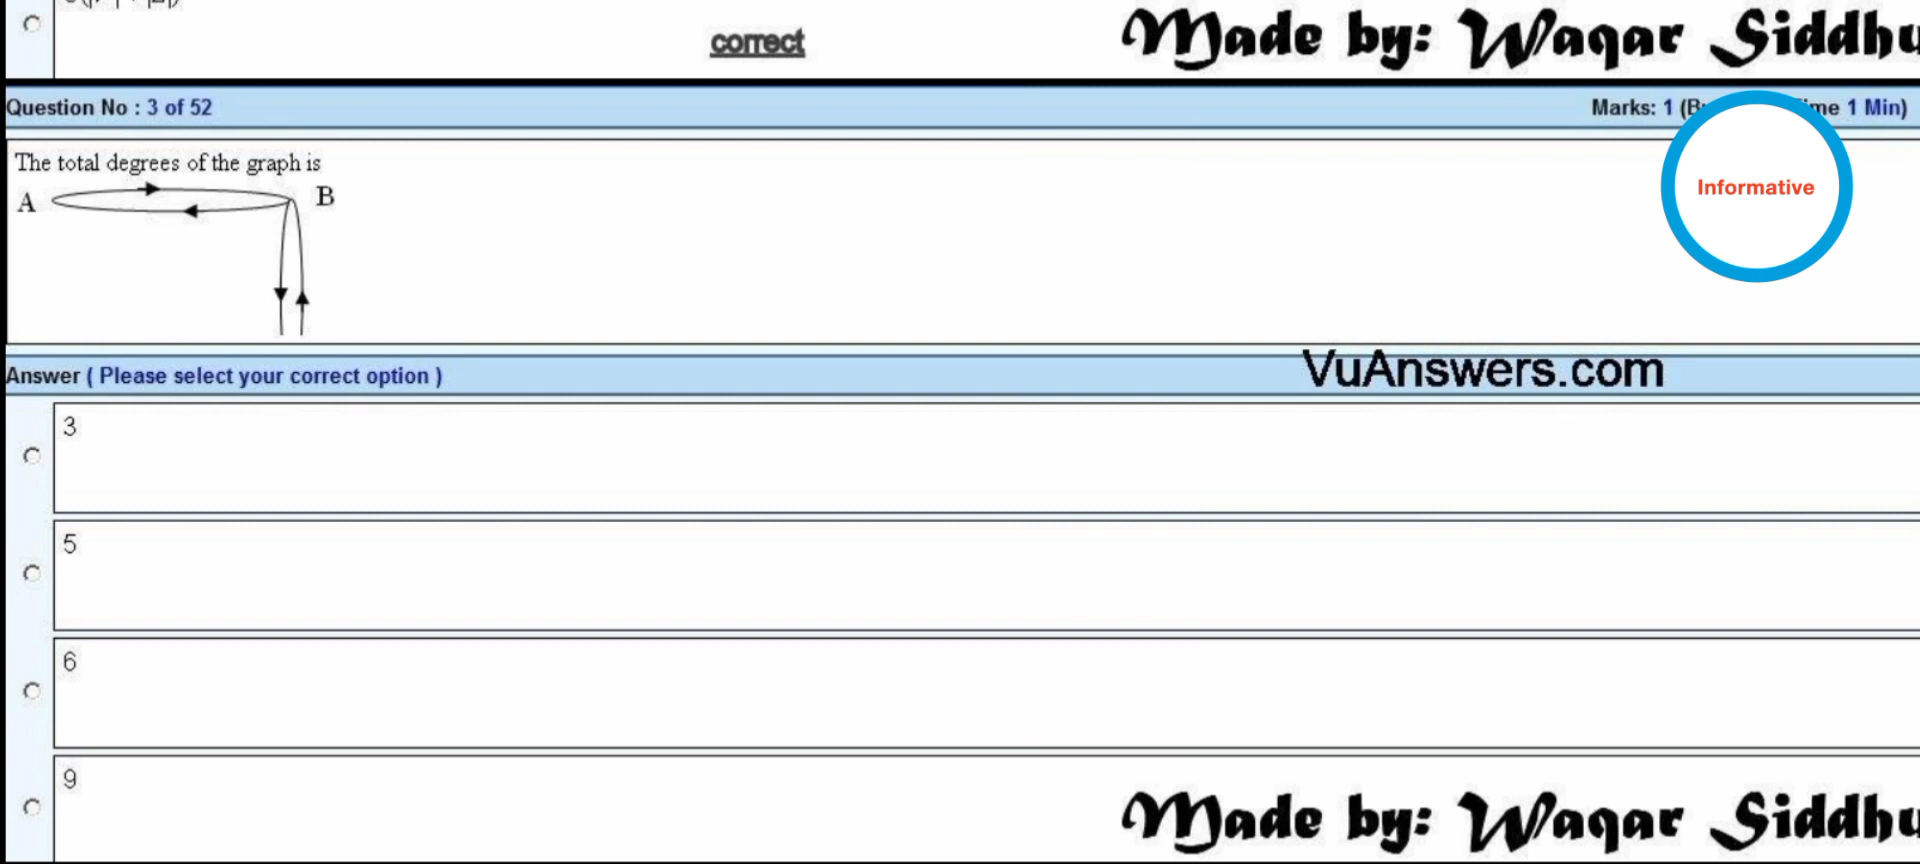 correct
Made by: Waqar Siddhu
Question No : 3 of 52
Marks: 1 (B
me 1 Min)
The total degrees of the graph is
Informative
A
B
Answer ( Please select your correct option )
VuAnswers.com
3
5
6
9
Made by: Waqar Siddhu